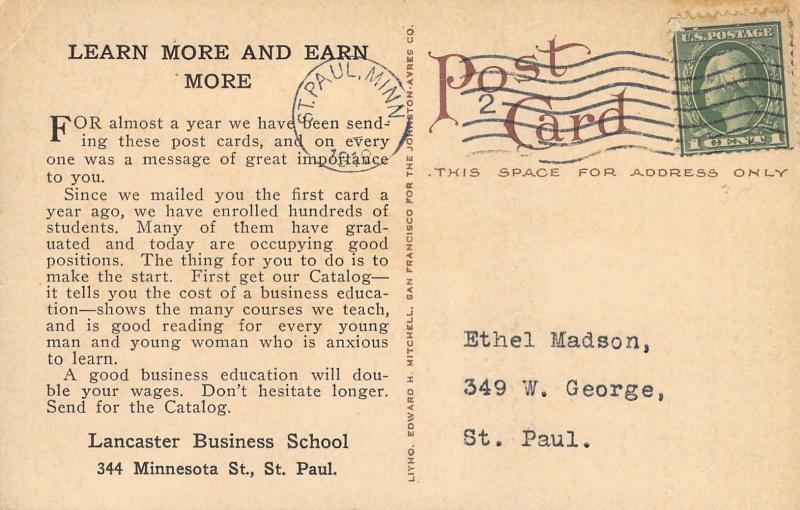 LEARN MORE AND EARN
MORE
FOR almost a year we have been send-
ing these post cards, and on every
one was a message of great importance
to you.
Since we mailed you the first card a
year ago, we have enrolled hundreds of
students. Many of them have grad-
uated and today are occupying good
positions. The thing for you to do is to
make the start. First get our Catalog—
it tells you the cost of a business educa-
tion—shows the many courses we teach,
and is good reading for every young
man and young woman who is anxious
to learn.
A good business education will dou-
ble your wages. Don't hesitate longer.
Send for the Catalog.
Lancaster Business School
344 Minnesota St., St. Paul.
ST. PAUL, MINN
LITHO. EDWARD H. MITCHELL, SAN FRANCISCO FOR THE JOHNSTON-AYRES CO.
Post
Card
2
U.S. POSTAGE
1 CENT 1
THIS SPACE FOR ADDRESS ONLY
Ethel Madson,
349 W. George,
St. Paul.